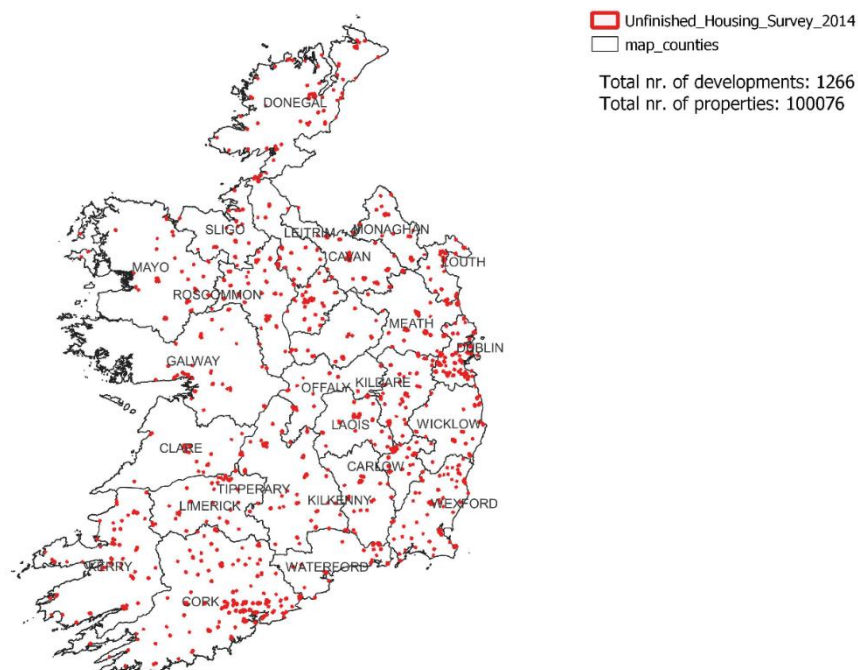 Unfinished_Housing_Survey_2014
map_counties
Total nr. of developments: 1266
Total nr. of properties: 100076
DONEGAL
SLIGO
LEITRIM
MONAGHAN
CAVAN
LOUTH
MAYO
ROSCOMMON
MEATH
DUBLIN
GALWAY
OFFALY
KILDARE
LAOIS
WICKLOW
CLARE
CARLOW
TIPPERARY
LIMERICK
KILKENNY
WEXFORD
KERRY
WATERFORD
CORK